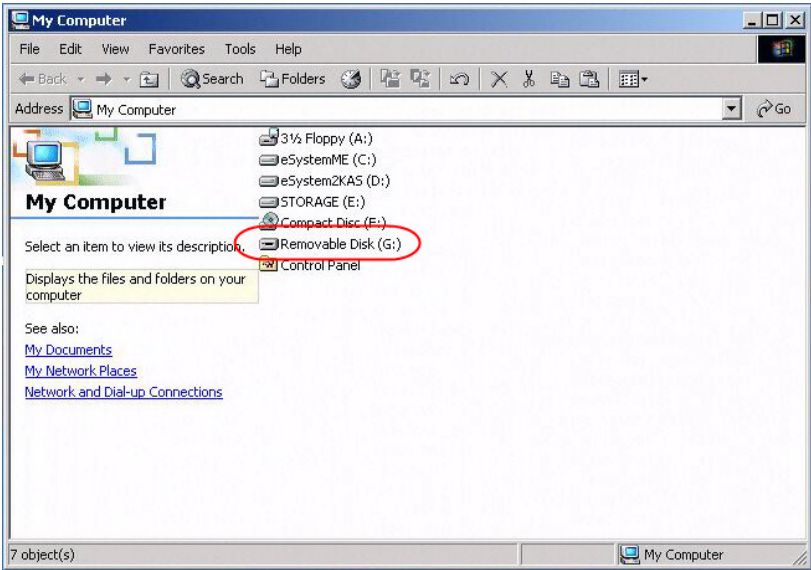 My Computer
File Edit View Favorites Tools Help
Back Search Folders
Address My Computer Go
3½ Floppy (A:)
eSystemME (C:)
eSystem2KAS (D:)
STORAGE (E:)
Compact Disc (F:)
Removable Disk (G:)
Control Panel
My Computer
Select an item to view its description.
Displays the files and folders on your
computer
See also:
My Documents
My Network Places
Network and Dial-up Connections
7 object(s) My Computer